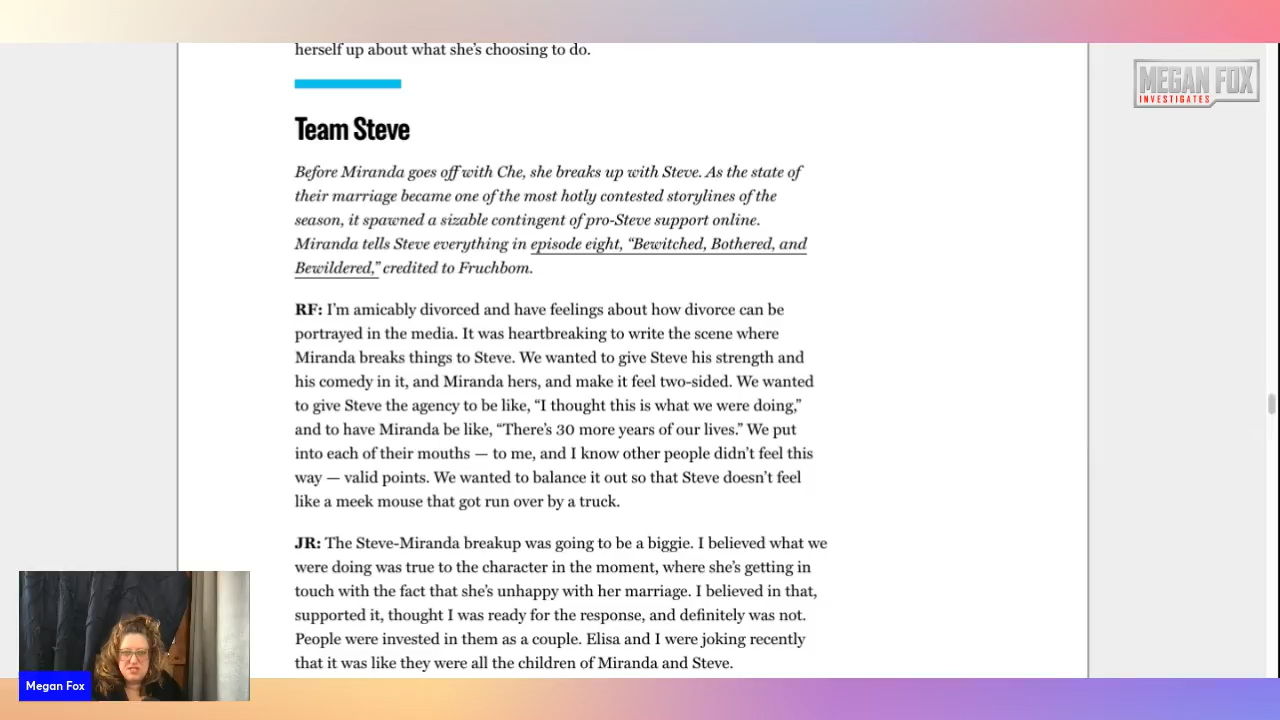 herself up about what she's choosing to do.
MEGAN FOX
INVESTIGATES
Team Steve
Before Miranda goes off with Che, she breaks up with Steve. As the state of
their marriage became one of the most hotly contested storylines of the
season, it spawned a sizable contingent of pro-Steve support online.
Miranda tells Steve everything in episode eight, “Bewitched, Bothered, and
Bewildered,” credited to Fruchbom.
RF: I’m amicably divorced and have feelings about how divorce can be
portrayed in the media. It was heartbreaking to write the scene where
Miranda breaks things to Steve. We wanted to give Steve his strength and
his comedy in it, and Miranda hers, and make it feel two-sided. We wanted
to give Steve the agency to be like, “I thought this is what we were doing,”
and to have Miranda be like, “There’s 30 more years of our lives.” We put
into each of their mouths — to me, and I know other people didn’t feel this
way — valid points. We wanted to balance it out so that Steve doesn’t feel
like a meek mouse that got run over by a truck.
JR: The Steve-Miranda breakup was going to be a biggie. I believed what we
were doing was true to the character in the moment, where she’s getting in
touch with the fact that she’s unhappy with her marriage. I believed in that,
supported it, thought I was ready for the response, and definitely was not.
People were invested in them as a couple. Elisa and I were joking recently
that it was like they were all the children of Miranda and Steve.
Megan Fox